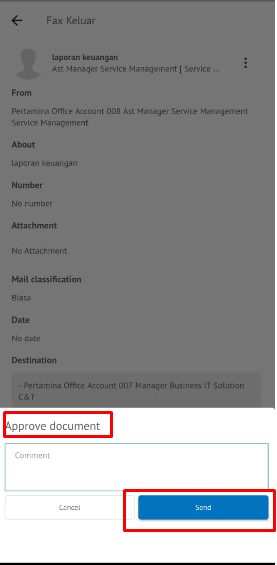 Fax Keluar
laporan keuangan
Ast Manager Service Management [ Service ...
From
Pertamina Office Account 008 Ast Manager Service Management
Service Management
About
laporan keuangan
Number
No number
Attachment
No Attachment
Mail classification
Biasa
Date
No date
Destination
- Pertamina Office Account 007 Manager Business IT Solution
C&T
Approve document
Comment
Cancel
Send